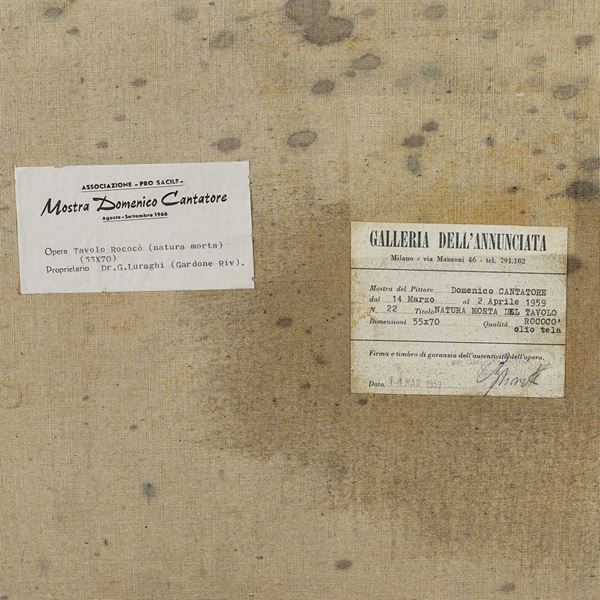 ASSOCIAZIONE - PRO SACILE -
Mostra Domenico Cantatore
Agosto - Settembre 1966
Opera Tavolo Rococò (natura morta)
(55X70)
Proprietario Dr.G.Luraghi (Gardone Riv).
GALLERIA DELL'ANNUNCIATA
Milano - via Manzoni 46 - tel. 791.102
Mostra del Pittore Domenico CANTATORE
dal 14 Marzo al 2 Aprile 1959
N. 22 Titolo NATURA MORTA DEL TAVOLO
ROCOCO'
Dimensioni 55x70 Qualità olio tela
Firma e timbro di garanzia dell'autenticità dell'opera.
Data 14 MAR 1959